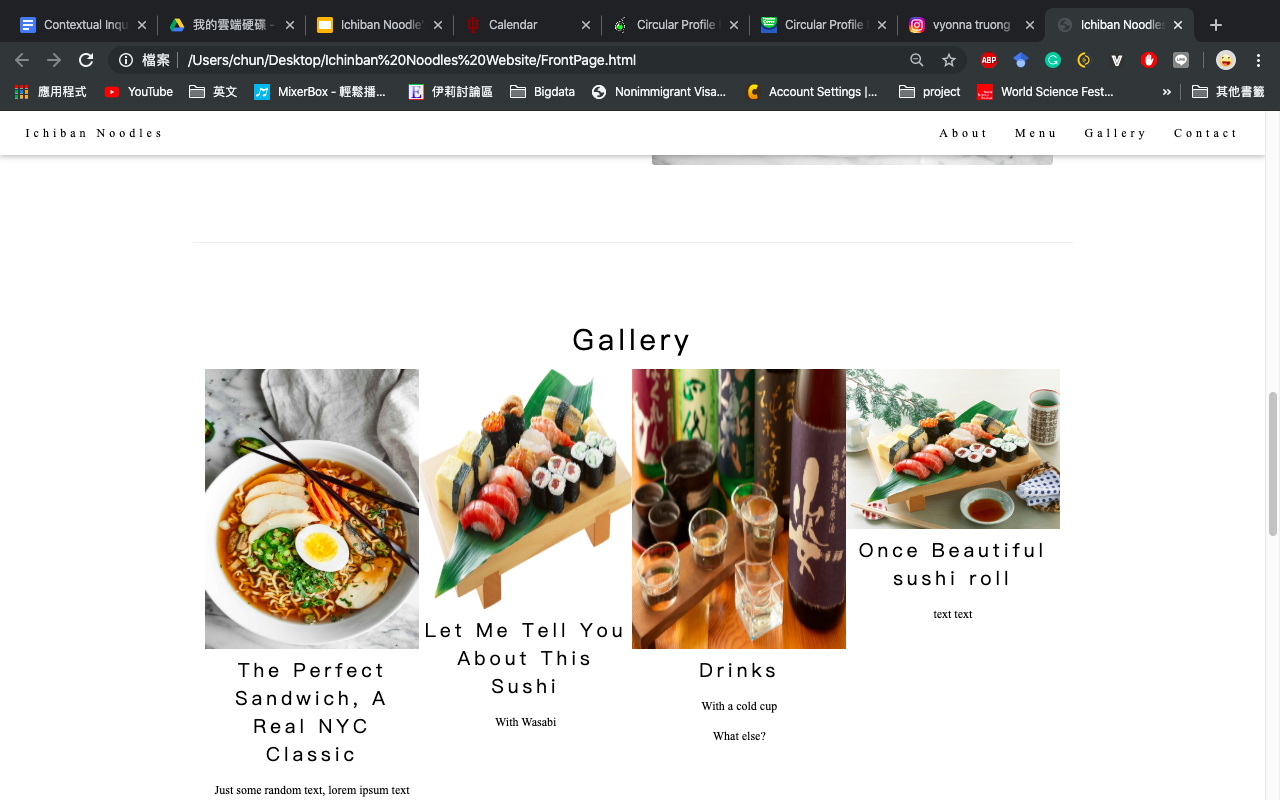 Contextual Inqu
我的雲端硬碟 -
Ichiban Noodle'
Calendar
Circular Profile
Circular Profile
vyonna truong
Ichiban Noodles
檔案
/Users/chun/Desktop/Ichinban%20Noodles%20Website/FrontPage.html
ABP
應用程式
YouTube
英文
MixerBox - 輕鬆播...
伊莉討論區
Bigdata
Nonimmigrant Visa...
Account Settings |...
project
World Science Fest...
»
其他書籤
Ichiban Noodles
About
Menu
Gallery
Contact
Gallery
The Perfect
Sandwich, A
Real NYC
Classic
Just some random text, lorem ipsum text
Let Me Tell You
About This
Sushi
With Wasabi
Drinks
With a cold cup
What else?
Once Beautiful
sushi roll
text text